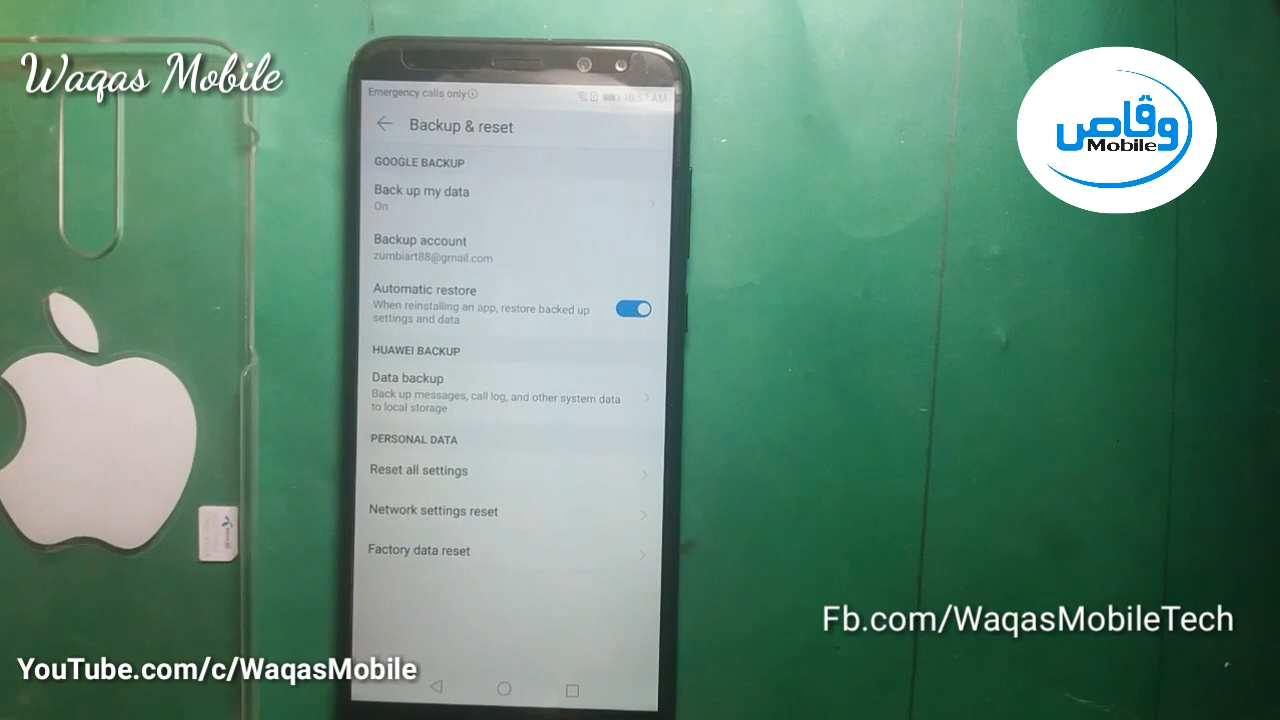 Waqas Mobile
وقاص
Mobile
Emergency calls only
10:57 AM
Backup & reset
GOOGLE BACKUP
Back up my data
On
Backup account
zumbiart88@gmail.com
Automatic restore
When reinstalling an app, restore backed up
settings and data
HUAWEI BACKUP
Data backup
Back up messages, call log, and other system data
to local storage
PERSONAL DATA
Reset all settings
Network settings reset
Factory data reset
Fb.com/WaqasMobileTech
YouTube.com/c/WaqasMobile